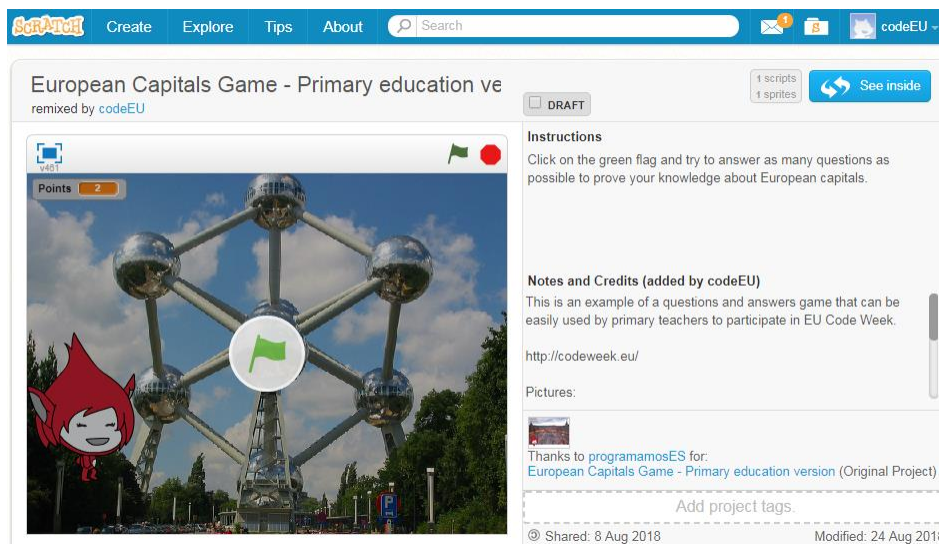 SCRATCH Create Explore Tips About Search 1 S codeEU
European Capitals Game - Primary education ve
remixed by codeEU
1 scripts
1 sprites
See inside
DRAFT
v461
Points 2
P
Instructions
Click on the green flag and try to answer as many questions as
possible to prove your knowledge about European capitals.
Notes and Credits (added by codeEU)
This is an example of a questions and answers game that can be
easily used by primary teachers to participate in EU Code Week.
http://codeweek.eu/
Pictures:
Thanks to programamosES for:
European Capitals Game - Primary education version (Original Project)
Add project tags.
Shared: 8 Aug 2018 Modified: 24 Aug 201